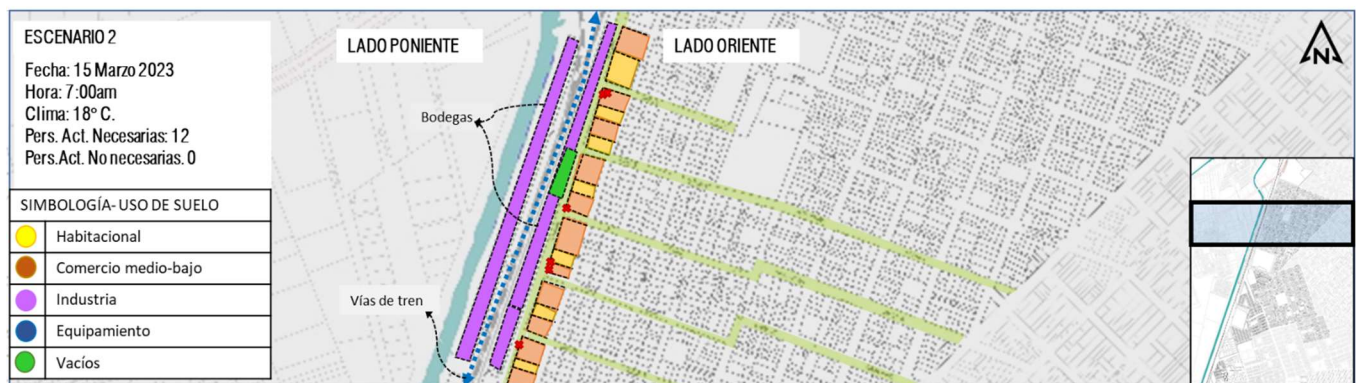 ESCENARIO 2
Fecha: 15 Marzo 2023
Hora: 7:00am
Clima: 18° C.
Pers. Act. Necesarias: 12
Pers.Act. No necesarias. 0
SIMBOLOGÍA- USO DE SUELO
Habitacional
Comercio medio-bajo
Industria
Equipamiento
Vacíos
LADO PONIENTE
LADO ORIENTE
Bodegas
Vías de tren
N